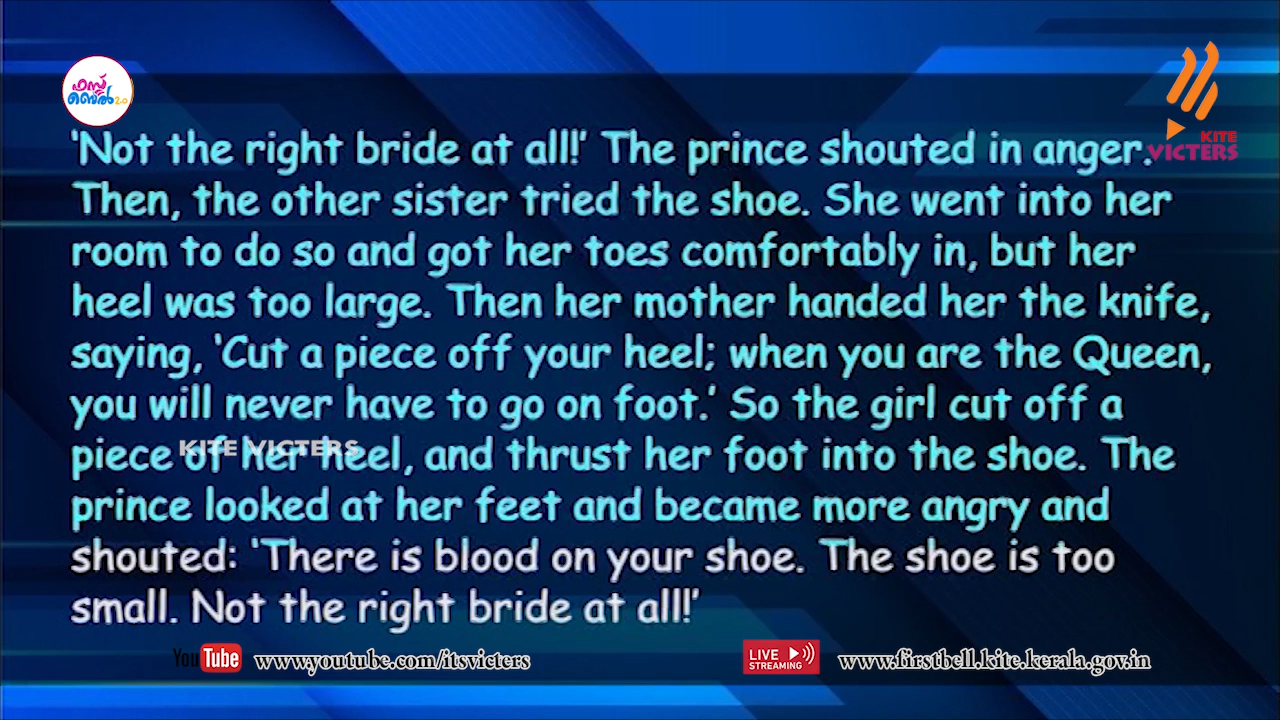 ഫസ്റ്റ്
ബെൽ 2.0
KITE
VICTERS
‘Not the right bride at all!’ The prince shouted in anger.
Then, the other sister tried the shoe. She went into her
room to do so and got her toes comfortably in, but her
heel was too large. Then her mother handed her the knife,
saying, ‘Cut a piece off your heel; when you are the Queen,
you will never have to go on foot.’ So the girl cut off a
piece of her heel, and thrust her foot into the shoe. The
KITE VICTERS
prince looked at her feet and became more angry and
shouted: ‘There is blood on your shoe. The shoe is too
small. Not the right bride at all!’
YouTube www.youtube.com/itsvicters
LIVE
STREAMING
www.firstbell.kite.kerala.gov.in